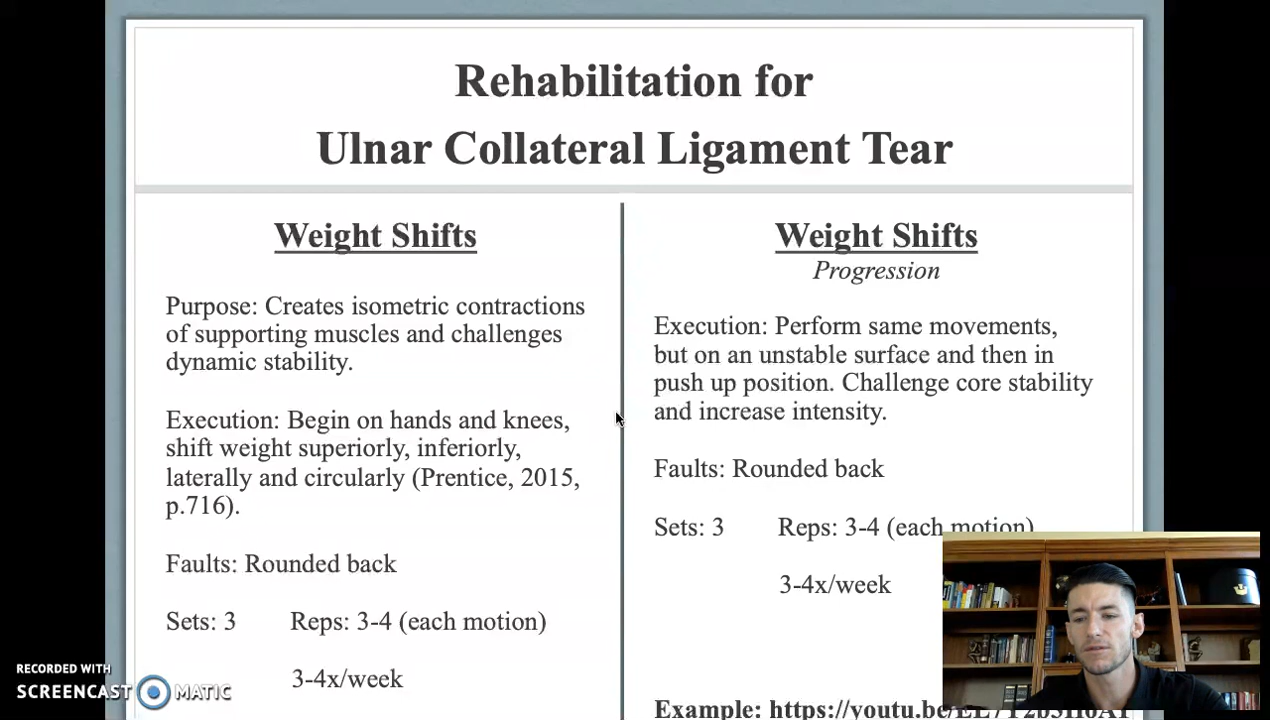 Rehabilitation for
Ulnar Collateral Ligament Tear
Weight Shifts
Purpose: Creates isometric contractions
of supporting muscles and challenges
dynamic stability.
Execution: Begin on hands and knees,
shift weight superiorly, inferiorly,
laterally and circularly (Prentice, 2015,
p.716).
Faults: Rounded back
Sets: 3 Reps: 3-4 (each motion)
3-4x/week
Weight Shifts
Progression
Execution: Perform same movements,
but on an unstable surface and then in
push up position. Challenge core stability
and increase intensity.
Faults: Rounded back
Sets: 3 Reps: 3-4 (each motion)
3-4x/week
Example:
RECORDED WITH
SCREENCAST MATIC